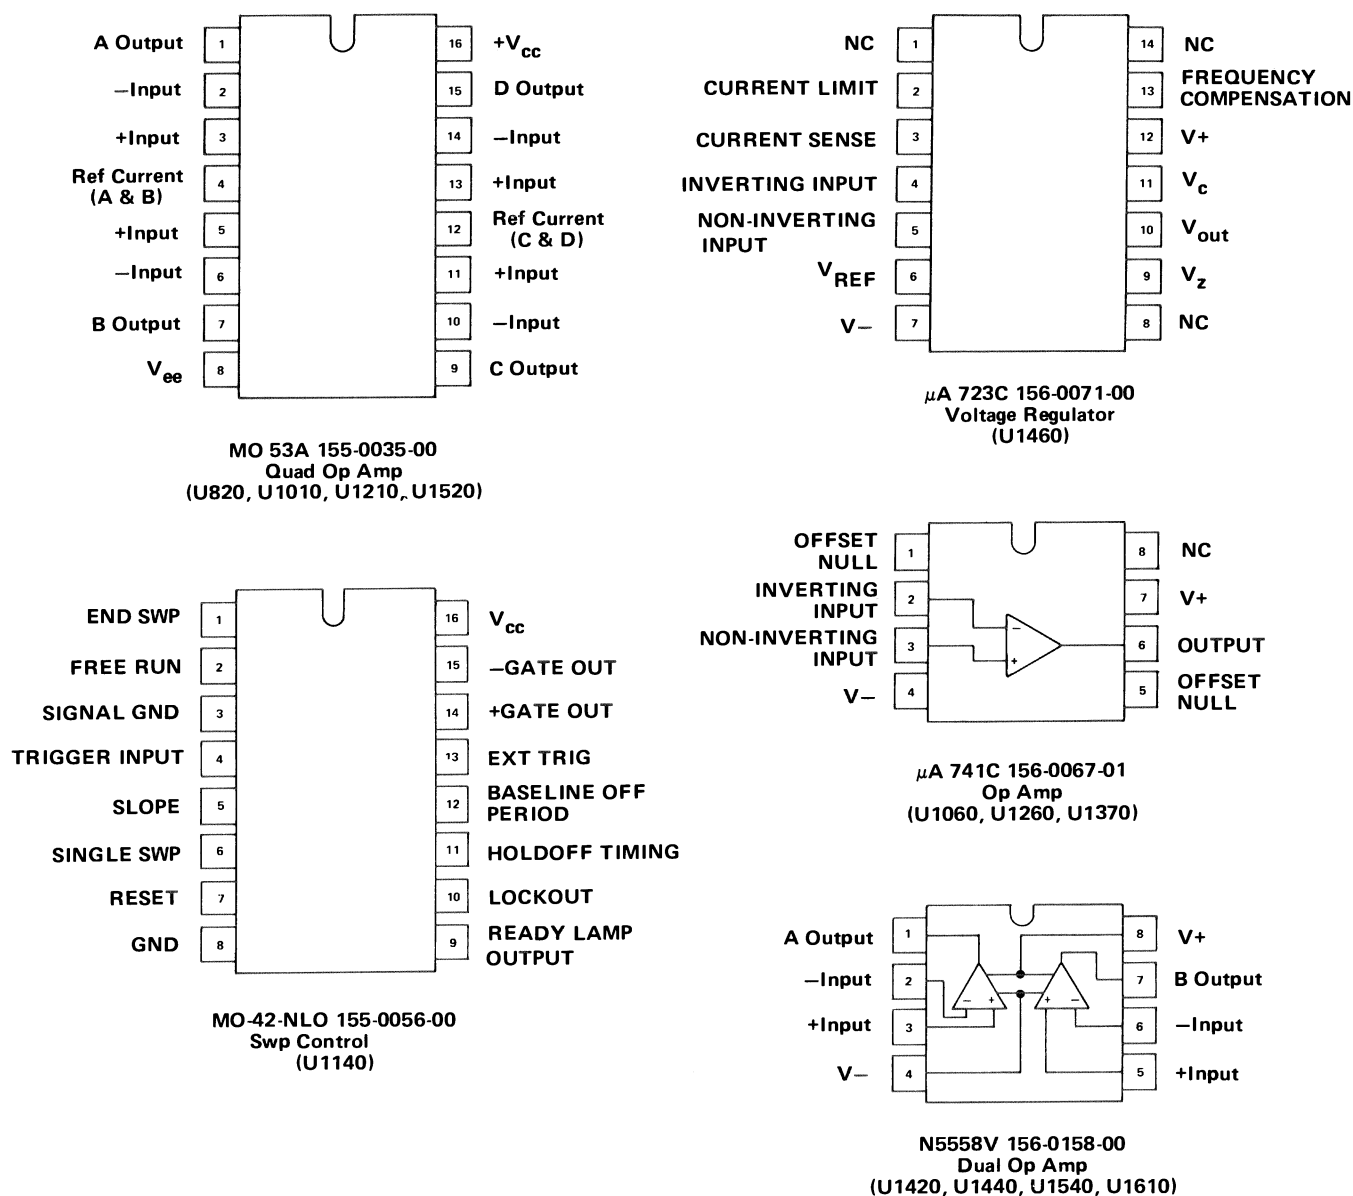 A Output 1 16 +Vcc
−Input 2 15 D Output
+Input 3 14 −Input
Ref Current
(A & B) 4 13 +Input
+Input 5 12 Ref Current
(C & D)
−Input 6 11 +Input
B Output 7 10 −Input
Vee 8 9 C Output
MO 53A 155-0035-00
Quad Op Amp
(U820, U1010, U1210, U1520)
NC 1 14 NC
CURRENT LIMIT 2 13 FREQUENCY
COMPENSATION
CURRENT SENSE 3 12 V+
INVERTING INPUT 4 11 Vc
NON-INVERTING
INPUT 5 10 Vout
VREF 6 9 Vz
V− 7 8 NC
μA 723C 156-0071-00
Voltage Regulator
(U1460)
END SWP 1 16 Vcc
FREE RUN 2 15 −GATE OUT
SIGNAL GND 3 14 +GATE OUT
TRIGGER INPUT 4 13 EXT TRIG
SLOPE 5 12 BASELINE OFF
PERIOD
SINGLE SWP 6 11 HOLDOFF TIMING
RESET 7 10 LOCKOUT
GND 8 9 READY LAMP
OUTPUT
MO-42-NLO 155-0056-00
Swp Control
(U1140)
OFFSET
NULL 1 8 NC
INVERTING
INPUT 2 − 7 V+
NON-INVERTING
INPUT 3 + 6 OUTPUT
V− 4 5 OFFSET
NULL
μA 741C 156-0067-01
Op Amp
(U1060, U1260, U1370)
A Output 1 8 V+
−Input 2 7 B Output
− + + −
+Input 3 6 −Input
V− 4 5 +Input
N5558V 156-0158-00
Dual Op Amp
(U1420, U1440, U1540, U1610)